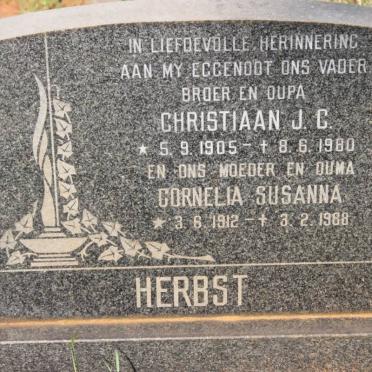 IN LIEFDEVOLLE HERINNERING
AAN MY EGGENOOT ONS VADER
BROER EN OUPA
CHRISTIAAN J. C.
★ 5.9.1905 - ✝ 8.6.1980
EN ONS MOEDER EN OUMA
CORNELIA SUSANNA
★ 3.6.1912 - ✝ 3.2.1988
HERBST